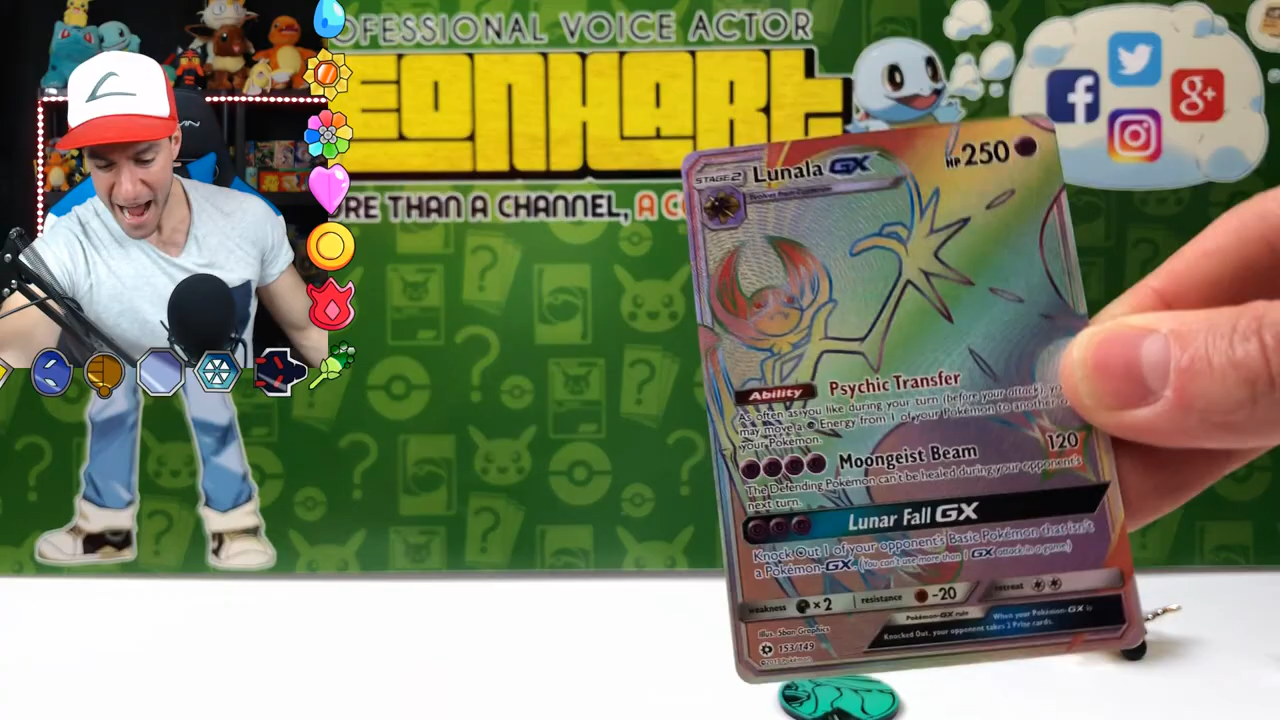 OFESSIONAL VOICE ACTOR
EONHART
ORE THAN A CHANNEL, A C
g+
STAGE 2 Lunala GX HP 250
Ability Psychic Transfer
As often as you like during your turn (before your attack), yo
may move a Energy from 1 of your Pokémon to another o
your Pokémon.
Moongeist Beam 120
The Defending Pokémon can't be healed during your opponent's
next turn.
Lunar Fall GX
Knock Out 1 of your opponent's Basic Pokémon that isn't
a Pokémon-GX. (You can't use more than 1 GX attack in a game.)
weakness ×2 resistance -20 retreat
Pokémon-GX rule When your Pokémon-GX is
Knocked Out, your opponent takes 2 Prize cards.
Illus. 5ban Graphics
153/149